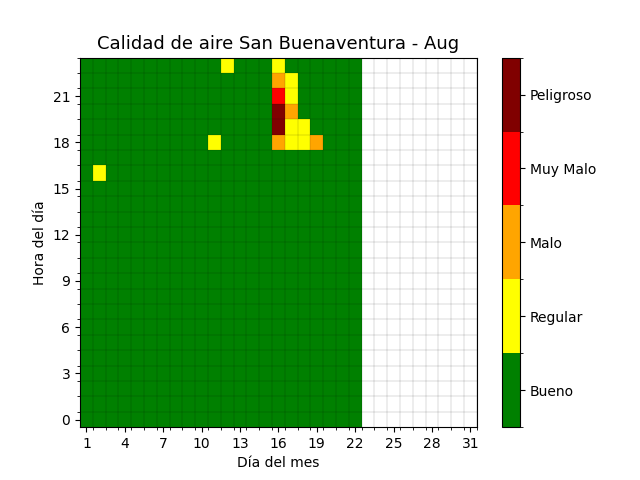 Calidad de aire San Buenaventura - Aug
Hora del día
21
18
15
12
9
6
3
0
1 4 7 10 13 16 19 22 25 28 31
Día del mes
Peligroso
Muy Malo
Malo
Regular
Bueno